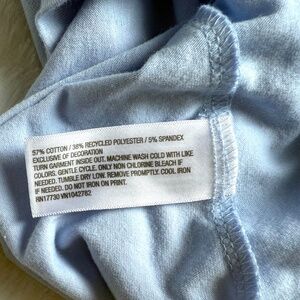 57% COTTON / 38% RECYCLED POLYESTER / 5% SPANDEX
EXCLUSIVE OF DECORATION
TURN GARMENT INSIDE OUT. MACHINE WASH COLD WITH LIKE
COLORS. GENTLE CYCLE. ONLY NON CHLORINE BLEACH IF
NEEDED. TUMBLE DRY LOW. REMOVE PROMPTLY. COOL IRON
IF NEEDED. DO NOT IRON ON PRINT.
RN17730 VN1042782